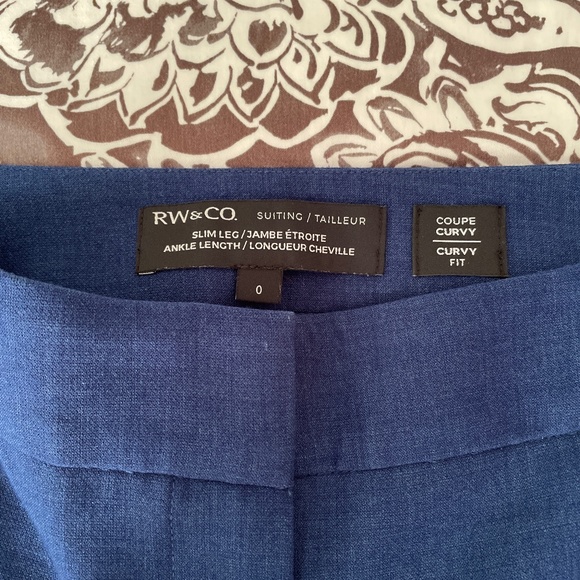 RW&CO. SUITING / TAILLEUR
SLIM LEG / JAMBE ÉTROITE
ANKLE LENGTH / LONGUEUR CHEVILLE
0
COUPE
CURVY
CURVY
FIT